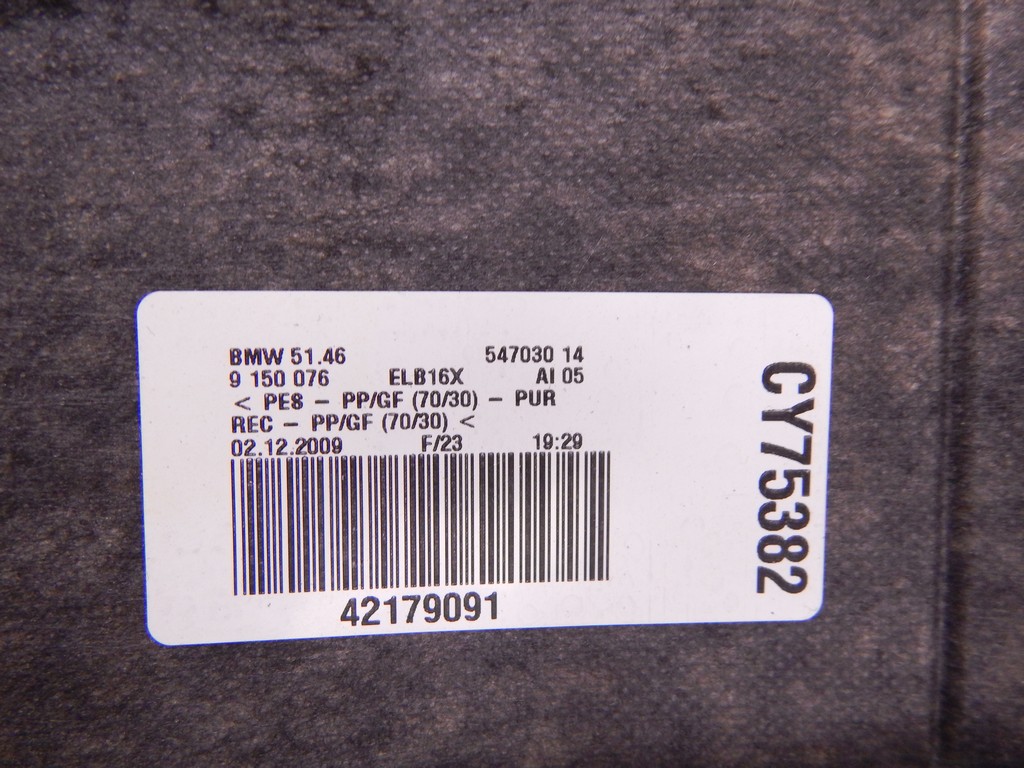 BMW 51.46 547030 14
9 150 076 ELB16X AI 05
< PES - PP/GF (70/30) - PUR
REC - PP/GF (70/30) <
02.12.2009 F/23 19:29
42179091
CY75382